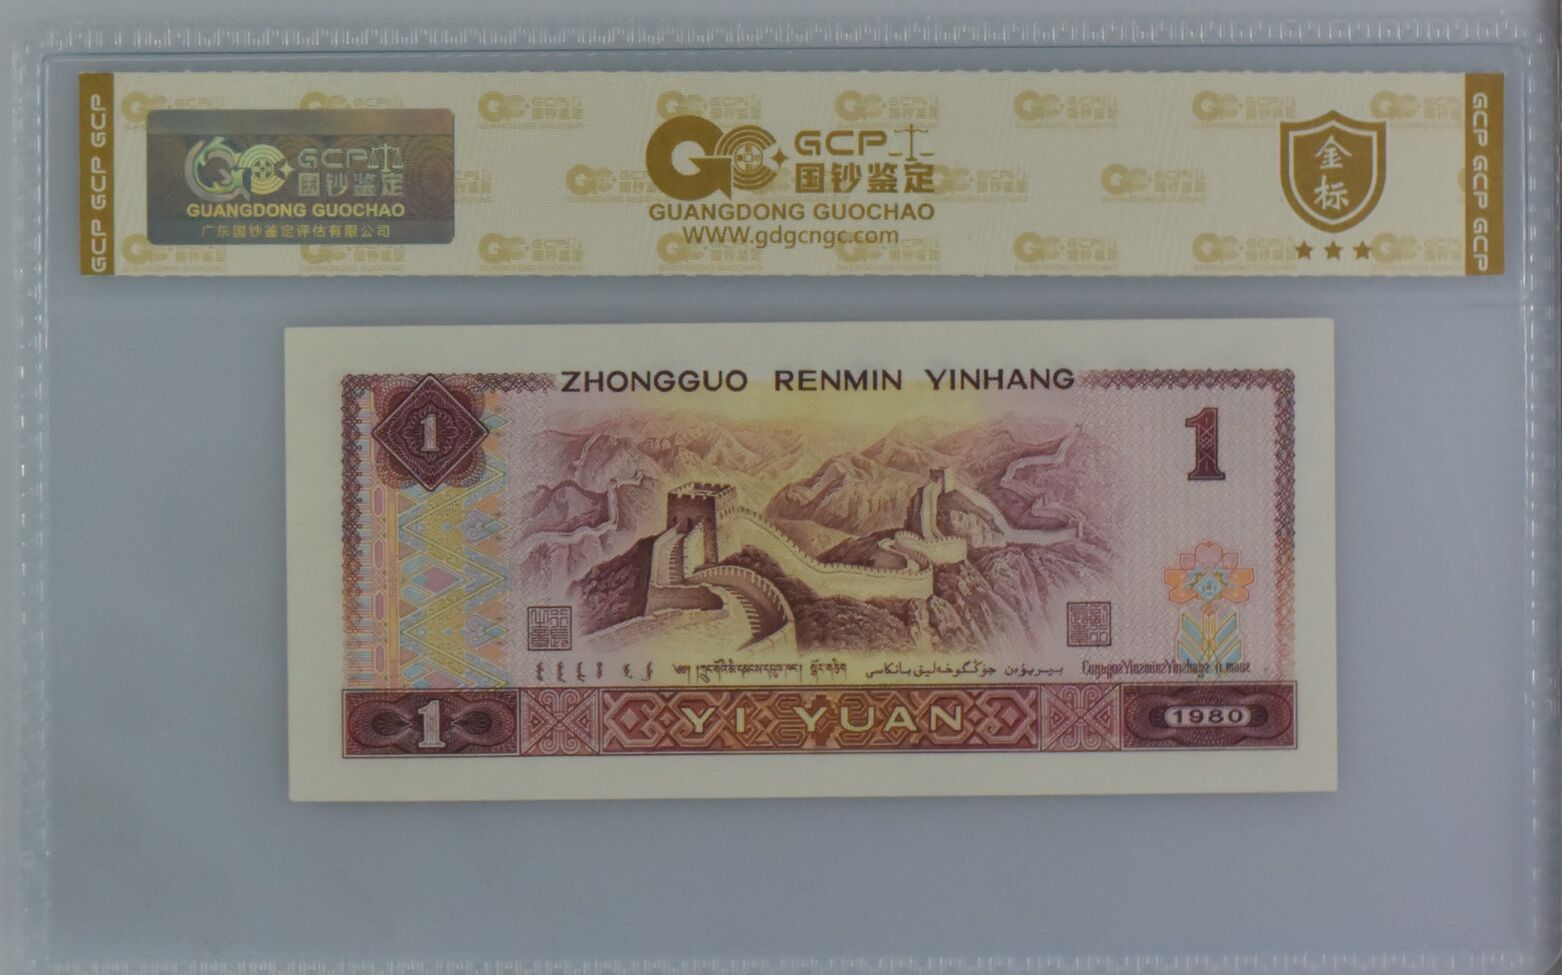 GCP GCP GCP
GCP
国钞鉴定
GUANGDONG GUOCHAO
广东国钞鉴定评估有限公司
GCP
国钞鉴定
GUANGDONG GUOCHAO
WWW.gdgcngc.com
金标
GCP GCP GCP
ZHONGGUO RENMIN YINHANG
1
1
1
YI YUAN
1980